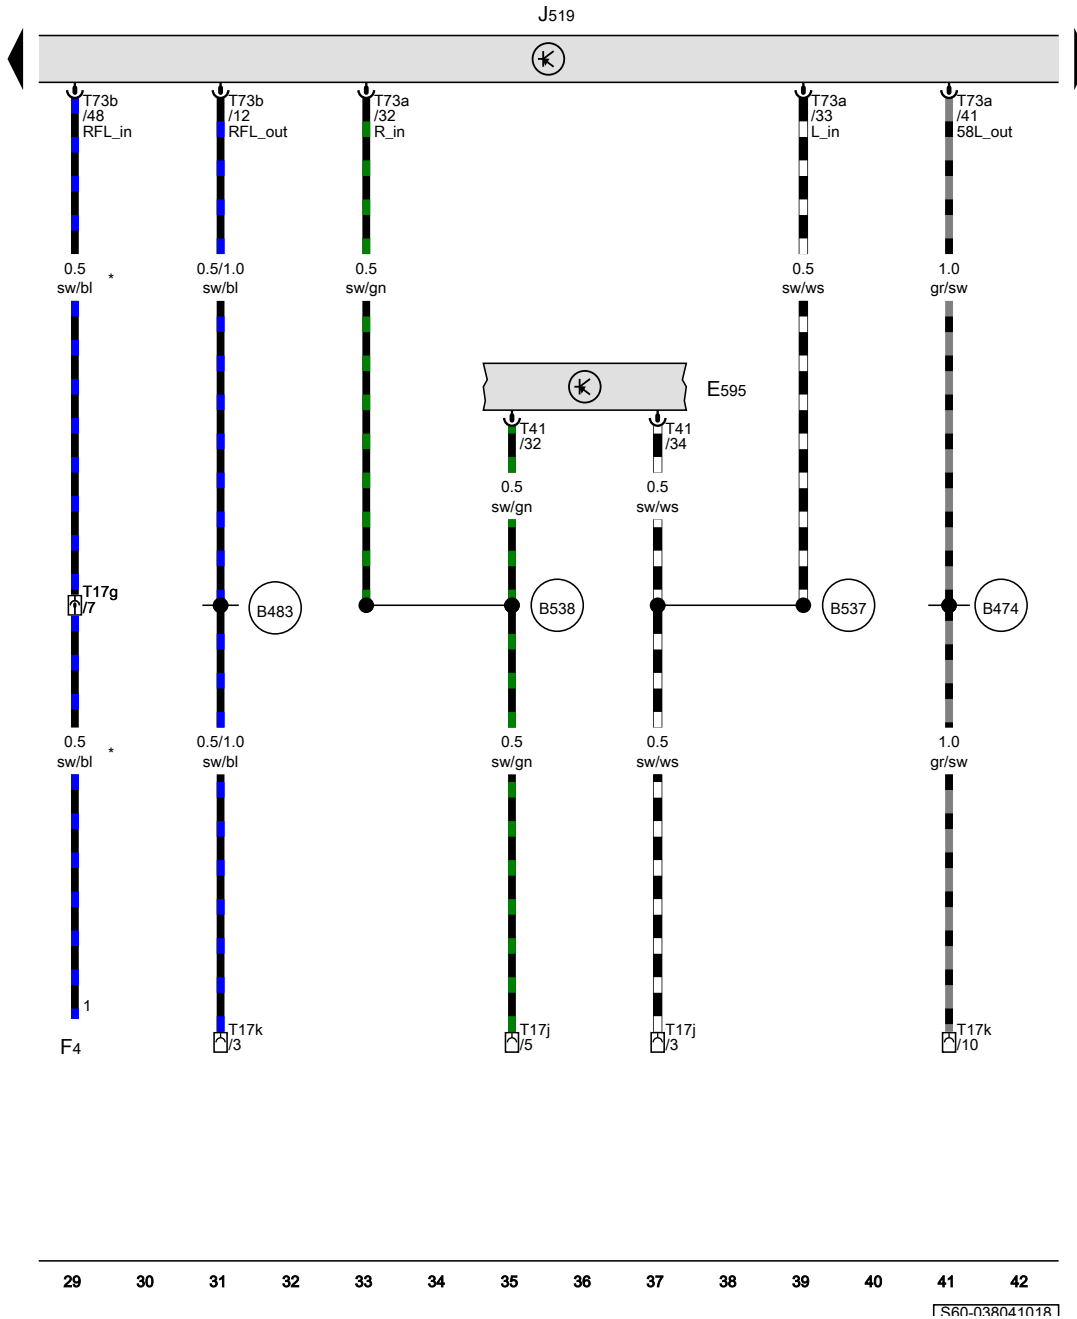 J519
T73b
/48
RFL_in
T73b
/12
RFL_out
T73a
/32
R_in
T73a
/33
L_in
T73a
/41
58L_out
0.5
sw/bl
*
0.5/1.0
sw/bl
0.5
sw/gn
0.5
sw/ws
1.0
gr/sw
E595
T41
/32
T41
/34
0.5
sw/gn
0.5
sw/ws
T17g
/7
B483
B538
B537
B474
0.5
sw/bl
*
0.5/1.0
sw/bl
0.5
sw/gn
0.5
sw/ws
1.0
gr/sw
1
F4
T17k
/3
T17j
/5
T17j
/3
T17k
/10
29 30 31 32 33 34 35 36 37 38 39 40 41 42
S60-038041018